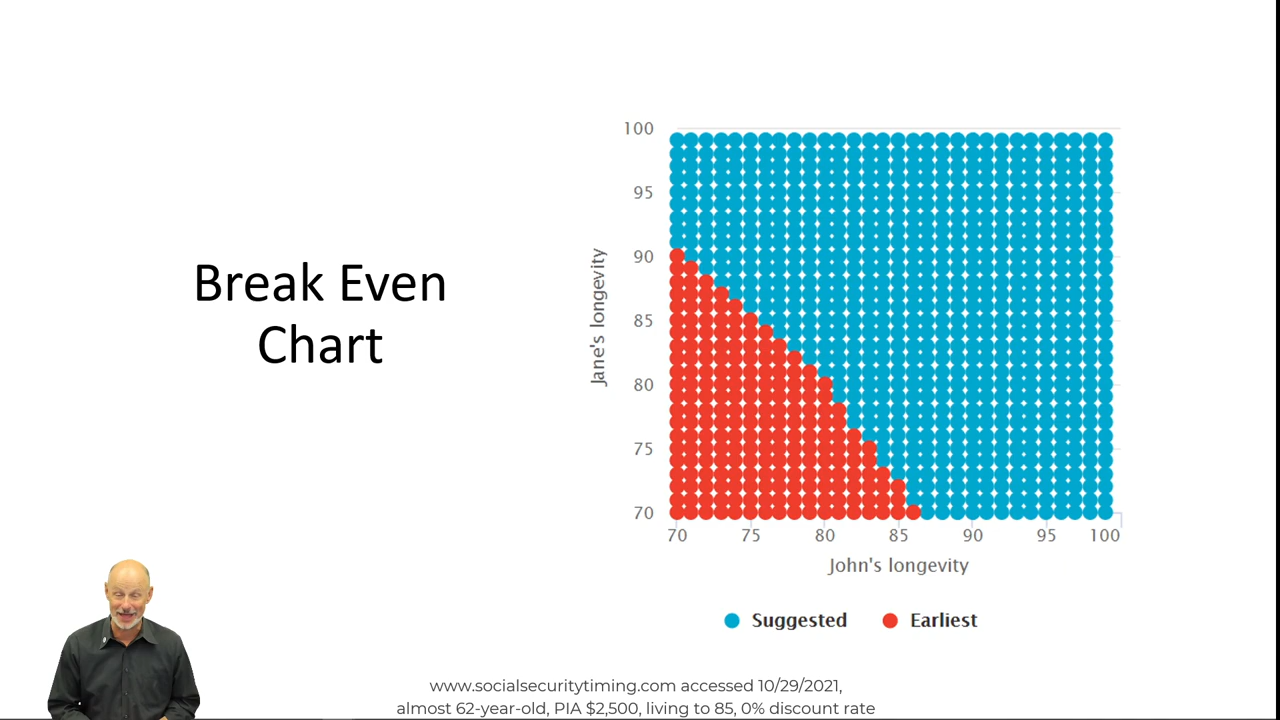 Break Even
Chart
100
95
90
85
80
75
70
Jane's longevity
70 75 80 85 90 95 100
John's longevity
Suggested Earliest
www.socialsecuritytiming.com accessed 10/29/2021,
almost 62-year-old, PIA $2,500, living to 85, 0% discount rate